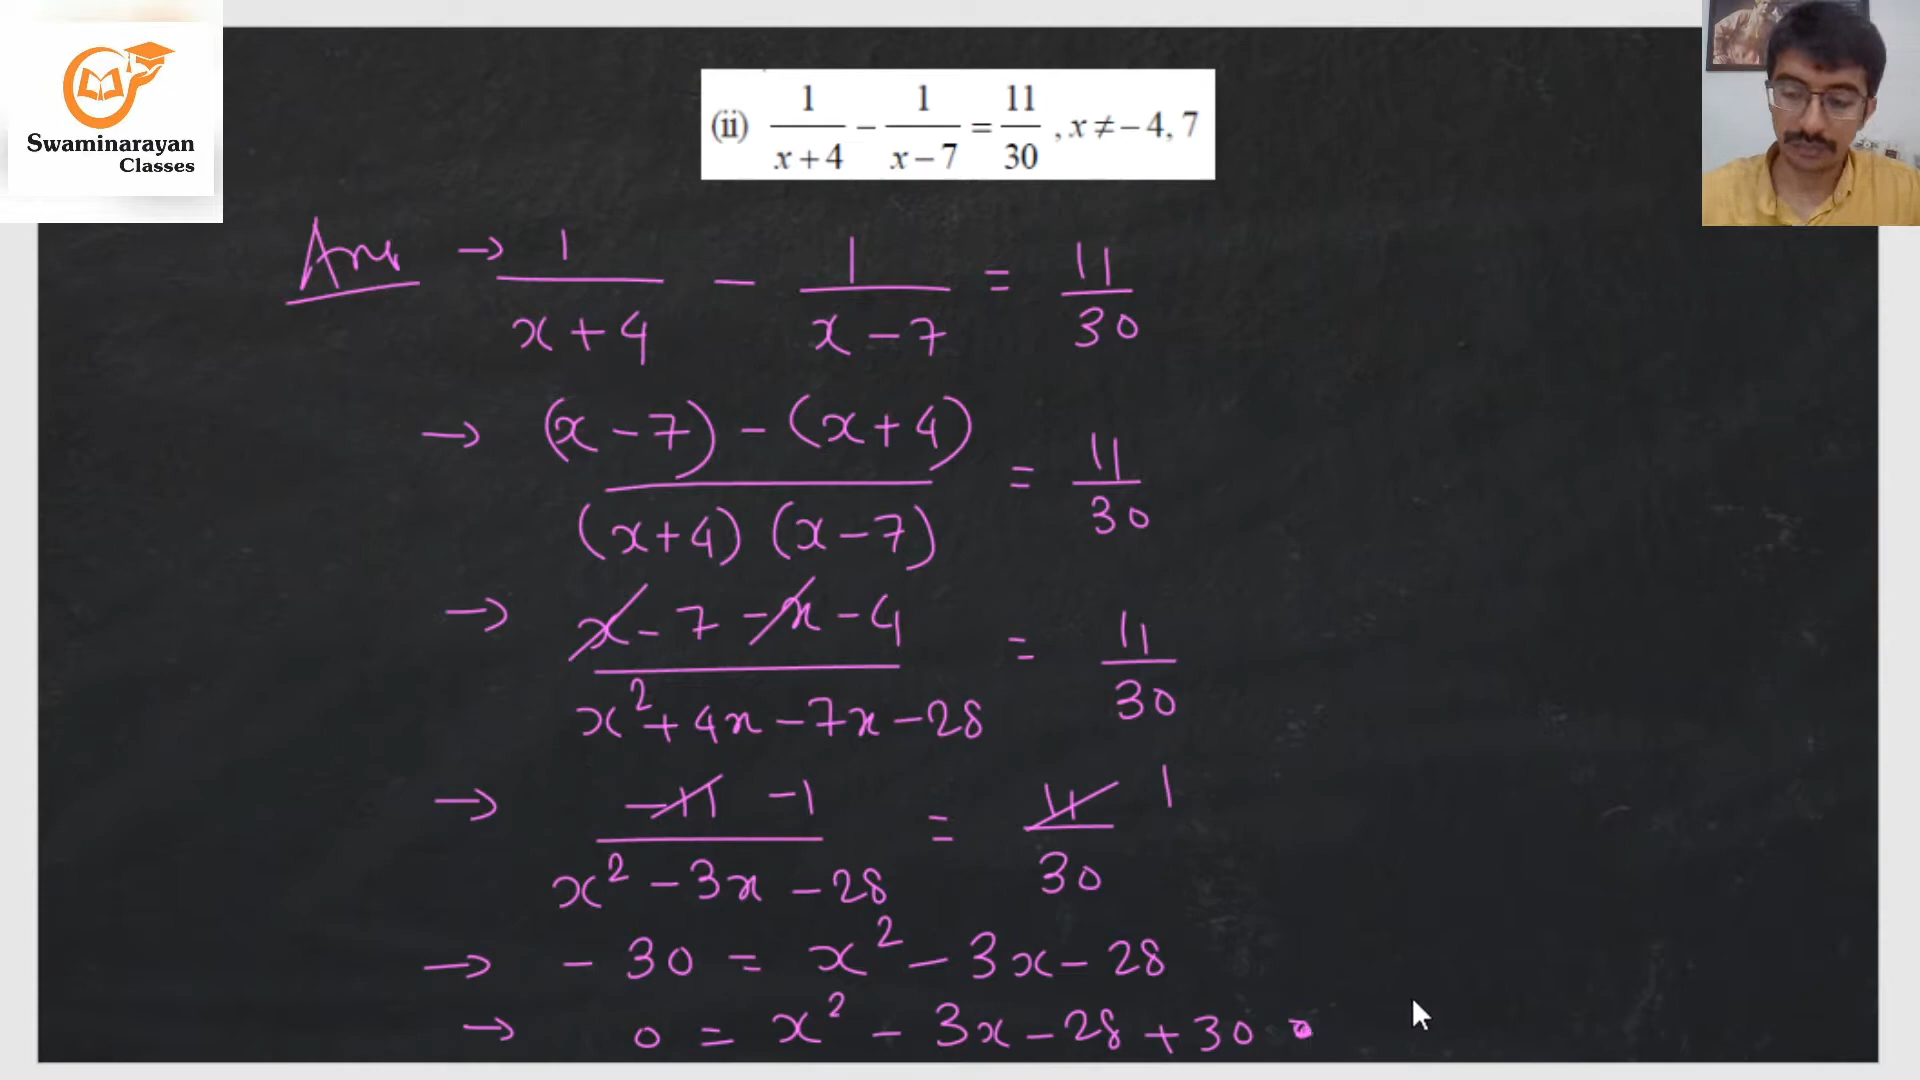 Swaminarayan
Classes
(ii) 1/(x+4) − 1/(x−7) = 11/30 , x ≠ −4, 7
Ans → 1/(x+4) − 1/(x−7) = 11/30
→ ((x−7) − (x+4))/((x+4)(x−7)) = 11/30
→ (x−7−x−4)/(x²+4x−7x−28) = 11/30
→ −11 −1/(x²−3x−28) = 11 1/30
→ −30 = x²−3x−28
→ 0 = x²−3x−28+30